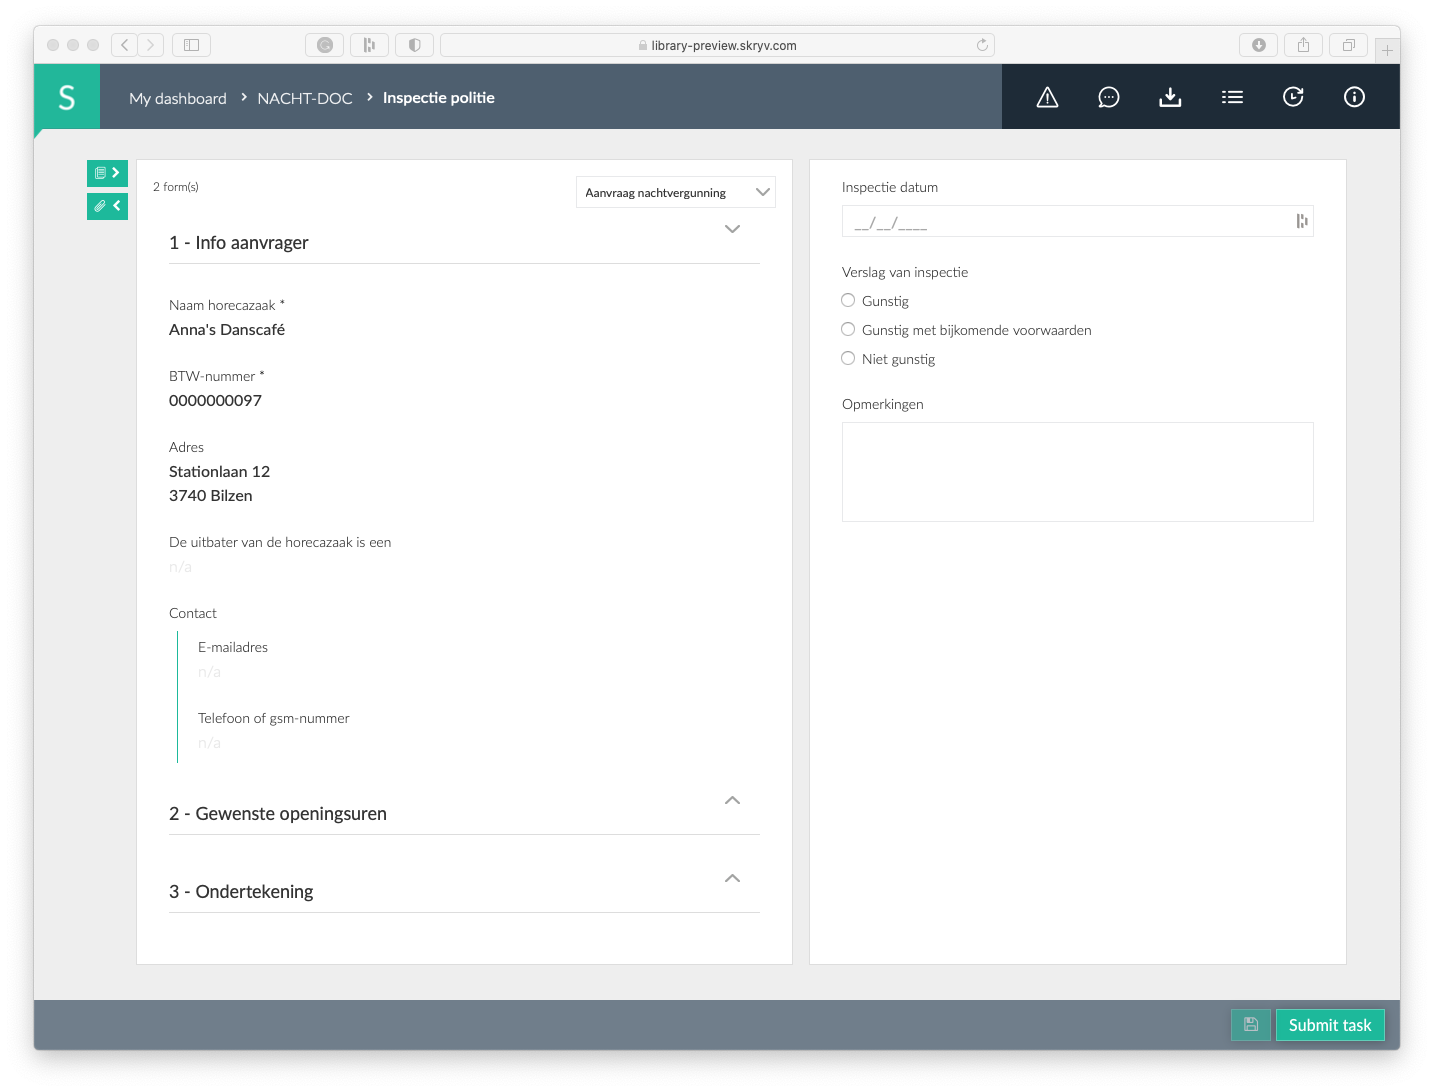 library-preview.skryv.com
S
My dashboard > NACHT-DOC > Inspectie politie
2 form(s)
Aanvraag nachtvergunning
1 - Info aanvrager
Naam horecazaak *
Anna's Danscafé
BTW-nummer *
0000000097
Adres
Stationlaan 12
3740 Bilzen
De uitbater van de horecazaak is een
n/a
Contact
E-mailadres
n/a
Telefoon of gsm-nummer
n/a
2 - Gewenste openingsuren
3 - Ondertekening
Inspectie datum
__/__/____
Verslag van inspectie
Gunstig
Gunstig met bijkomende voorwaarden
Niet gunstig
Opmerkingen
Submit task